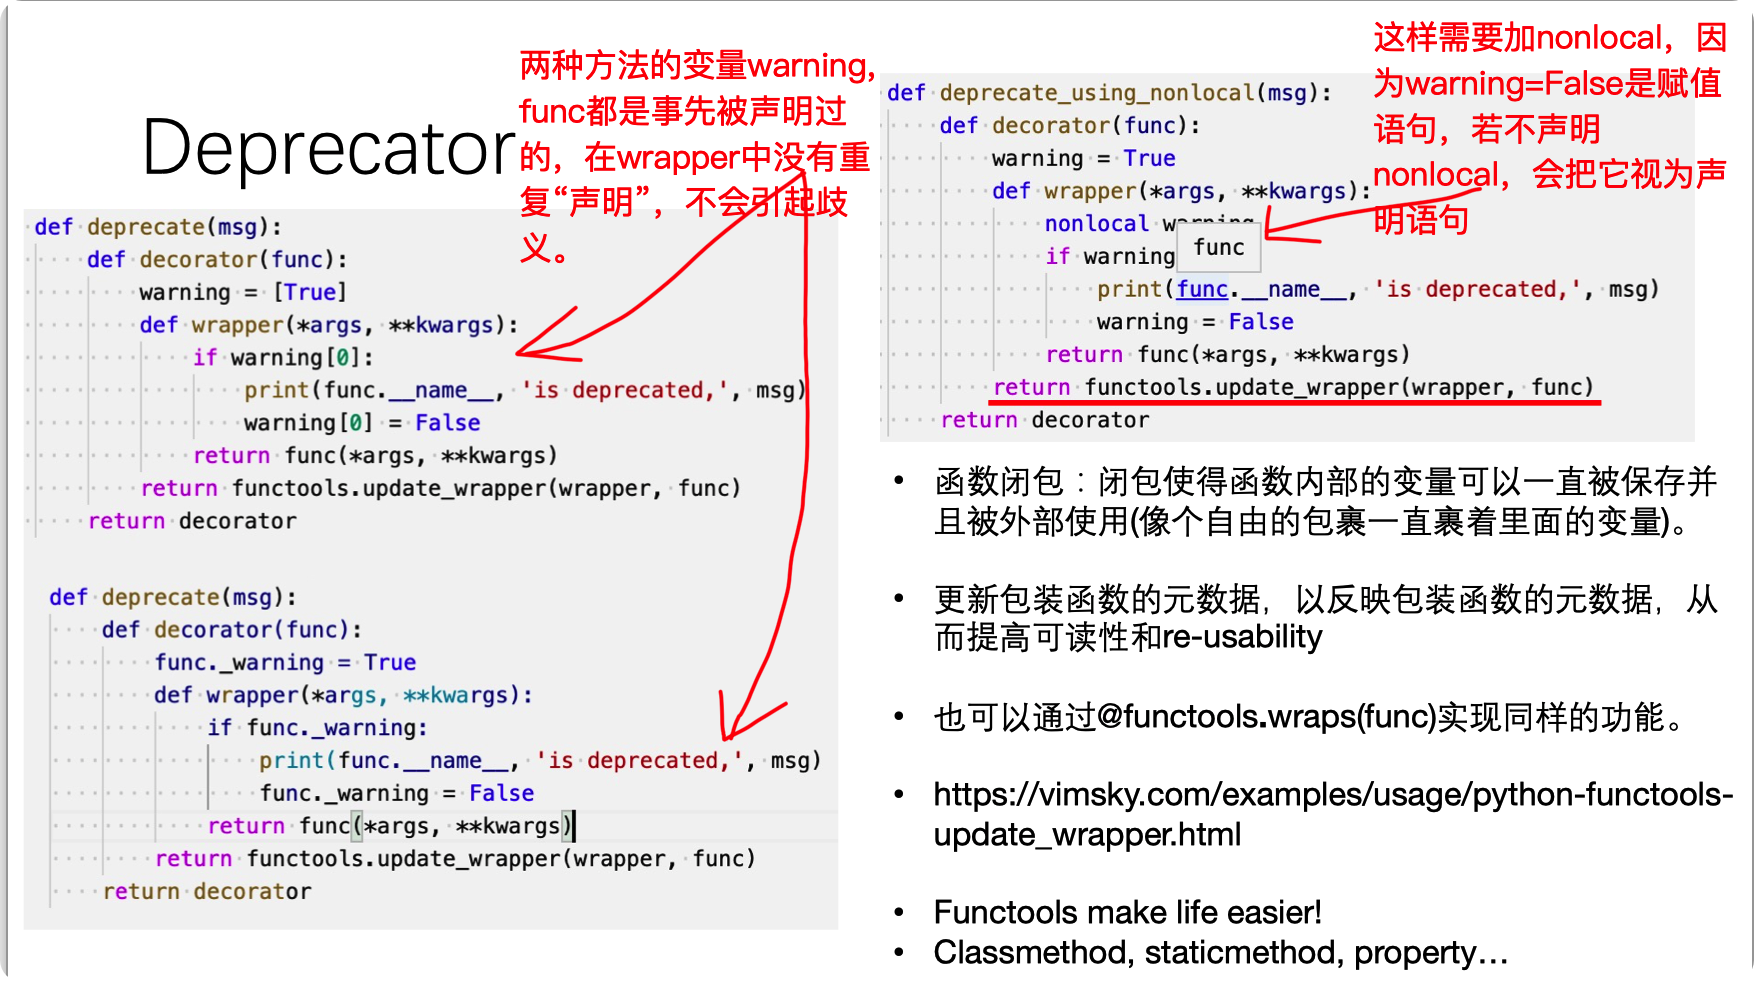 Deprecator
两种方法的变量warning,
func都是事先被声明过
的，在wrapper中没有重
复“声明”，不会引起歧
义。
def deprecate(msg):
def decorator(func):
warning = [True]
def wrapper(*args, **kwargs):
if warning[0]:
print(func.__name__, 'is deprecated,', msg)
warning[0] = False
return func(*args, **kwargs)
return functools.update_wrapper(wrapper, func)
return decorator
def deprecate(msg):
def decorator(func):
func._warning = True
def wrapper(*args, **kwargs):
if func._warning:
print(func.__name__, 'is deprecated,', msg)
func._warning = False
return func(*args, **kwargs)
return functools.update_wrapper(wrapper, func)
return decorator
这样需要加nonlocal，因
为warning=False是赋值
语句，若不声明
nonlocal，会把它视为声
明语句
def deprecate_using_nonlocal(msg):
def decorator(func):
warning = True
def wrapper(*args, **kwargs):
nonlocal warning
if warning
func
print(func.__name__, 'is deprecated,', msg)
warning = False
return func(*args, **kwargs)
return functools.update_wrapper(wrapper, func)
return decorator
• 函数闭包：闭包使得函数内部的变量可以一直被保存并
且被外部使用(像个自由的包裹一直裹着里面的变量)。
• 更新包装函数的元数据，以反映包装函数的元数据，从
而提高可读性和re-usability
• 也可以通过@functools.wraps(func)实现同样的功能。
• https://vimsky.com/examples/usage/python-functools-
update_wrapper.html
• Functools make life easier!
• Classmethod, staticmethod, property...